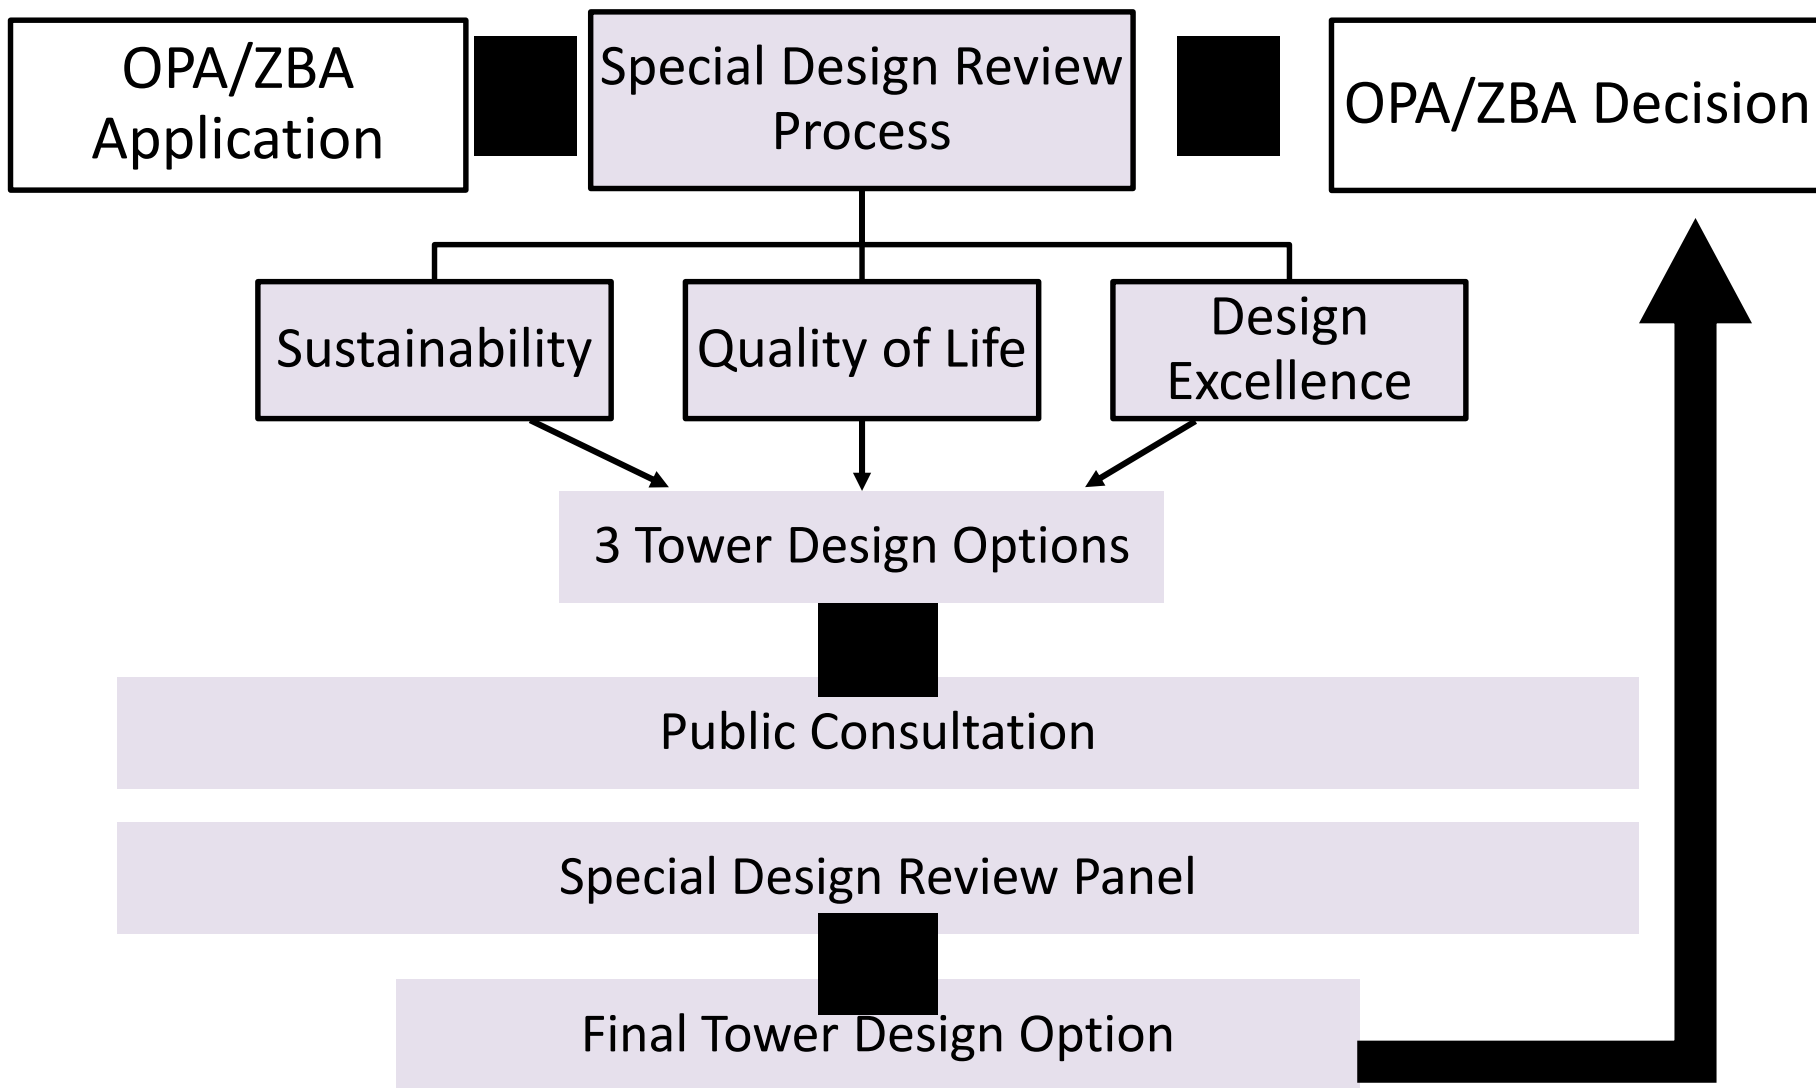 OPA/ZBA
Application
Special Design Review
Process
OPA/ZBA Decision
Sustainability
Quality of Life
Design
Excellence
3 Tower Design Options
Public Consultation
Special Design Review Panel
Final Tower Design Option